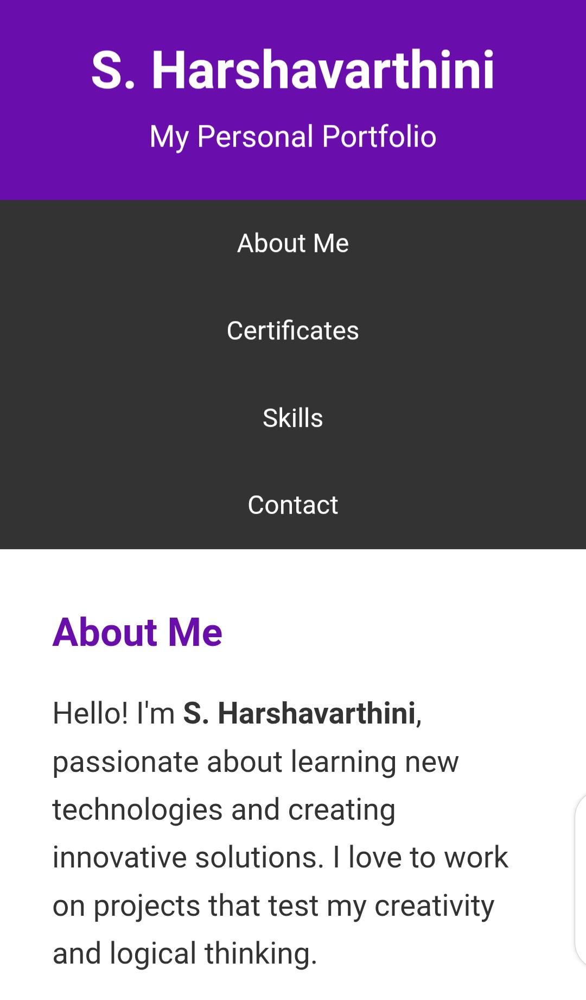 S. Harshavarthini
My Personal Portfolio
About Me
Certificates
Skills
Contact
About Me
Hello! I'm S. Harshavarthini,
passionate about learning new
technologies and creating
innovative solutions. I love to work
on projects that test my creativity
and logical thinking.